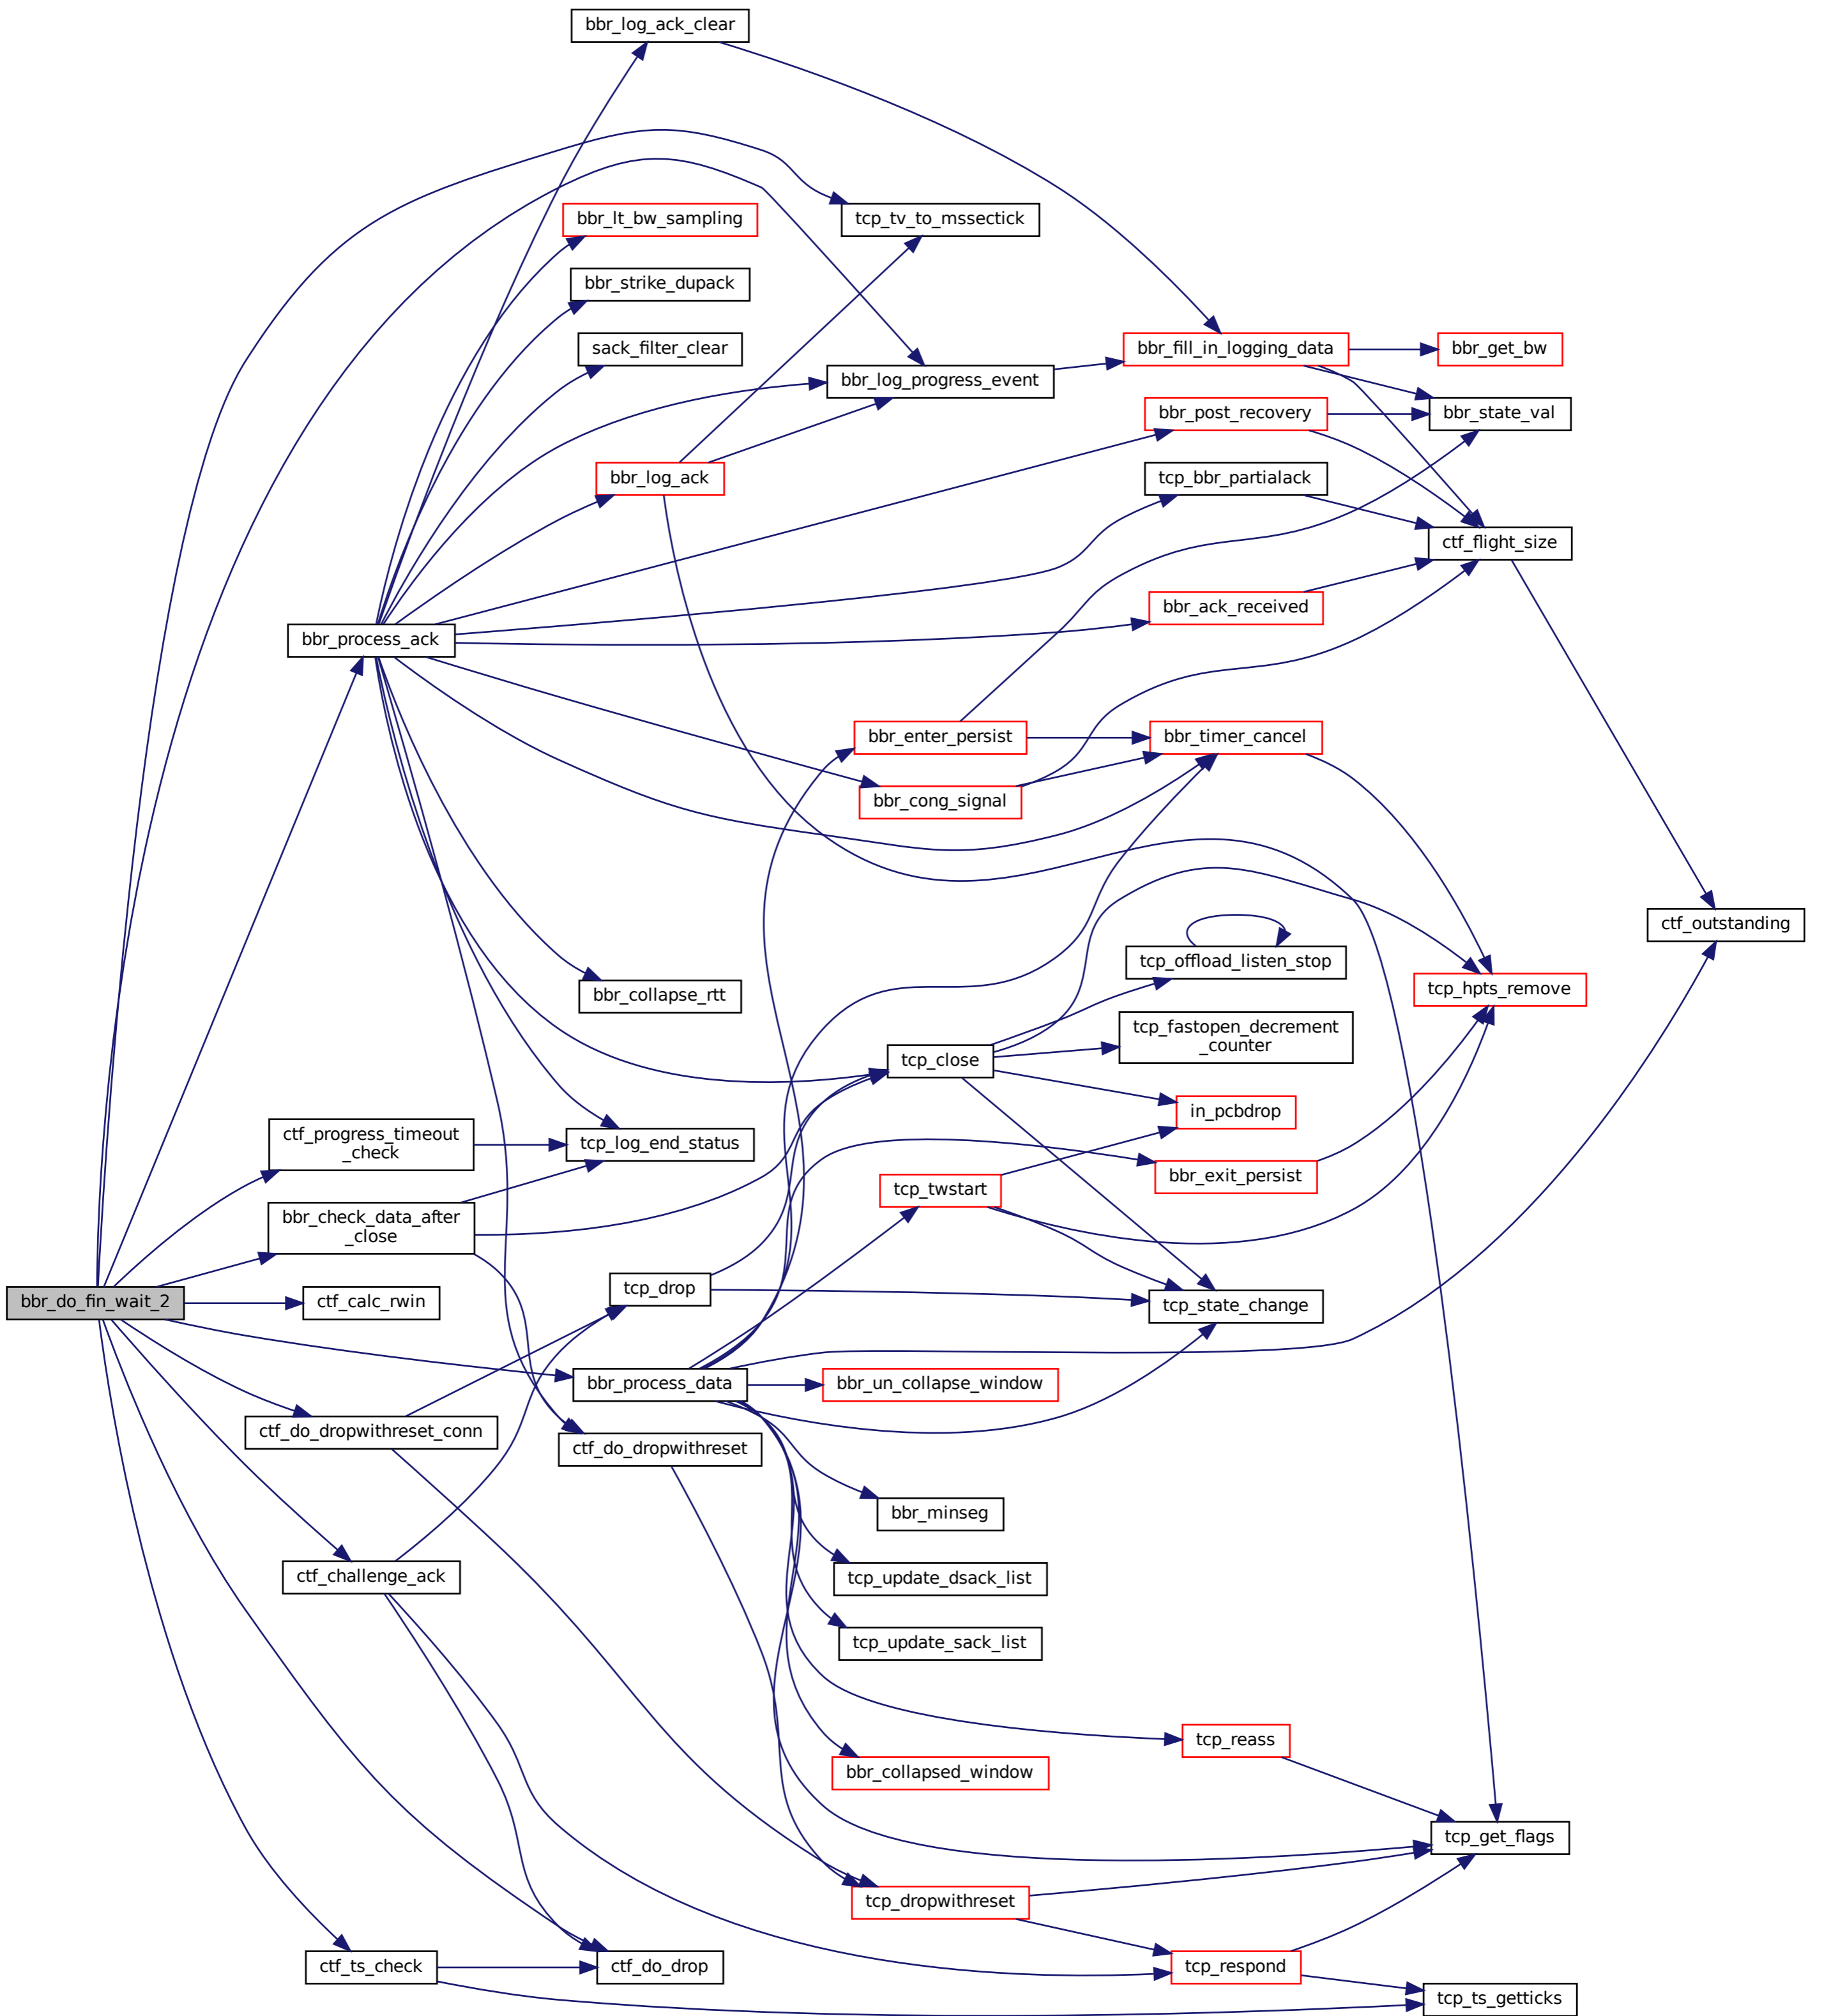 bbr_log_ack_clear
bbr_lt_bw_sampling
tcp_tv_to_mssectick
bbr_strike_dupack
sack_filter_clear
bbr_fill_in_logging_data
bbr_get_bw
bbr_log_progress_event
bbr_post_recovery
bbr_state_val
bbr_log_ack
tcp_bbr_partialack
ctf_flight_size
bbr_ack_received
bbr_process_ack
bbr_enter_persist
bbr_timer_cancel
bbr_cong_signal
ctf_outstanding
tcp_offload_listen_stop
bbr_collapse_rtt
tcp_hpts_remove
tcp_fastopen_decrement
_counter
tcp_close
in_pcbdrop
ctf_progress_timeout
_check
tcp_log_end_status
bbr_exit_persist
tcp_twstart
bbr_check_data_after
_close
bbr_do_fin_wait_2
ctf_calc_rwin
tcp_drop
tcp_state_change
bbr_process_data
bbr_un_collapse_window
ctf_do_dropwithreset_conn
ctf_do_dropwithreset
bbr_minseg
ctf_challenge_ack
tcp_update_dsack_list
tcp_update_sack_list
tcp_reass
bbr_collapsed_window
tcp_get_flags
tcp_dropwithreset
ctf_ts_check
ctf_do_drop
tcp_respond
tcp_ts_getticks